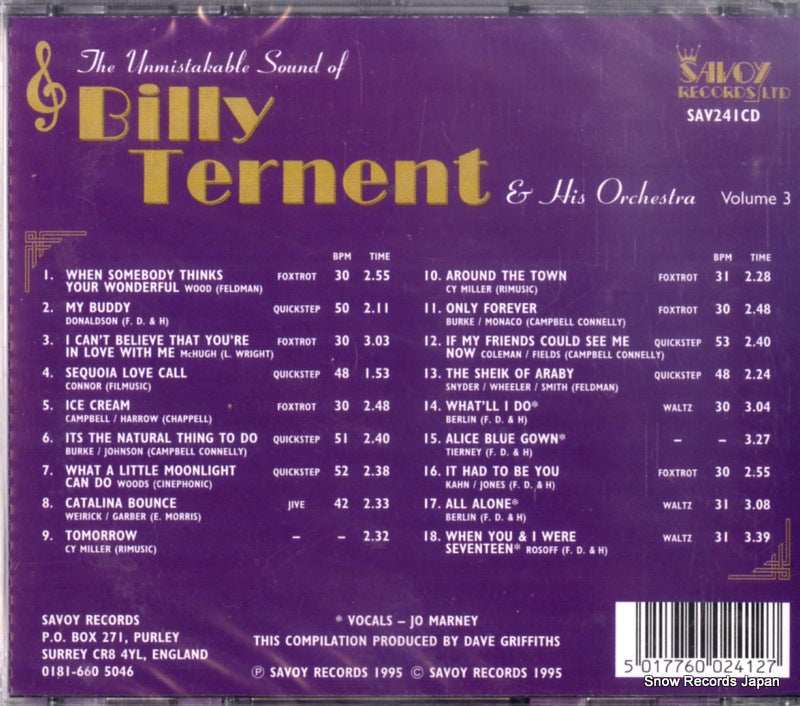 The Unmistakable Sound of
Billy
Ternent
& His Orchestra Volume 3
SAVOY
RECORDS LTD
SAV241CD
BPM TIME
1. WHEN SOMEBODY THINKS
YOUR WONDERFUL WOOD (FELDMAN) FOXTROT 30 2.55
2. MY BUDDY QUICKSTEP 50 2.11
DONALDSON (F. D. & H)
3. I CAN'T BELIEVE THAT YOU'RE FOXTROT 30 3.03
IN LOVE WITH ME McHUGH (L. WRIGHT)
4. SEQUOIA LOVE CALL QUICKSTEP 48 1.53
CONNOR (FILMUSIC)
5. ICE CREAM FOXTROT 30 2.48
CAMPBELL / HARROW (CHAPPELL)
6. ITS THE NATURAL THING TO DO QUICKSTEP 51 2.40
BURKE / JOHNSON (CAMPBELL CONNELLY)
7. WHAT A LITTLE MOONLIGHT QUICKSTEP 52 2.38
CAN DO WOODS (CINEPHONIC)
8. CATALINA BOUNCE JIVE 42 2.33
WEIRICK / GARBER (E. MORRIS)
9. TOMORROW – – 2.32
CY MILLER (RIMUSIC)
BPM TIME
10. AROUND THE TOWN FOXTROT 31 2.28
CY MILLER (RIMUSIC)
11. ONLY FOREVER FOXTROT 30 2.48
BURKE / MONACO (CAMPBELL CONNELLY)
12. IF MY FRIENDS COULD SEE ME QUICKSTEP 53 2.40
NOW COLEMAN / FIELDS (CAMPBELL CONNELLY)
13. THE SHEIK OF ARABY QUICKSTEP 48 2.24
SNYDER / WHEELER / SMITH (FELDMAN)
14. WHAT'LL I DO* WALTZ 30 3.04
BERLIN (F. D. & H)
15. ALICE BLUE GOWN* – – 3.27
TIERNEY (F. D. & H)
16. IT HAD TO BE YOU FOXTROT 30 2.55
KAHN / JONES (F. D. & H)
17. ALL ALONE* WALTZ 31 3.08
BERLIN (F. D. & H)
18. WHEN YOU & I WERE WALTZ 31 3.39
SEVENTEEN* ROSOFF (F. D. & H)
SAVOY RECORDS
P.O. BOX 271, PURLEY
SURREY CR8 4YL, ENGLAND
0181-660 5046
* VOCALS – JO MARNEY
THIS COMPILATION PRODUCED BY DAVE GRIFFITHS
Ⓟ SAVOY RECORDS 1995 © SAVOY RECORDS 1995
5 017760 024127
Snow Records Japan